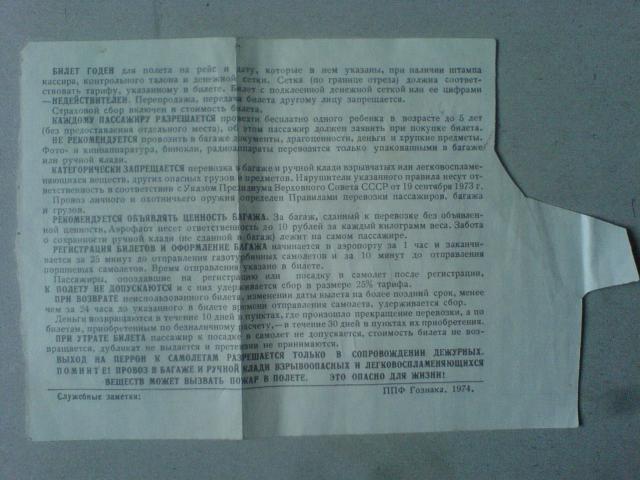 БИЛЕТ ГОДЕН для полета на рейс и дату, которые в нем указаны, при наличии штампа
кассира, контрольного талона и денежной сетки. Сетка (по границе отреза) должна соответ-
ствовать тарифу, указанному в билете. Билет с подклеенной денежной сеткой или ее цифрами
—НЕДЕЙСТВИТЕЛЕН. Перепродажа, передача билета другому лицу запрещается.
Страховой сбор включен в стоимость билета.
КАЖДОМУ ПАССАЖИРУ РАЗРЕШАЕТСЯ провезти бесплатно одного ребенка в возрасте до 5 лет
(без предоставления отдельного места), об этом пассажир должен заявить при покупке билета.
НЕ РЕКОМЕНДУЕТСЯ провозить в багаже документы, драгоценности, деньги и хрупкие предметы.
Фото- и киноаппаратура, бинокли, радиоаппараты перевозятся только упакованными в багаже
или ручной клади.
КАТЕГОРИЧЕСКИ ЗАПРЕЩАЕТСЯ перевозка в багаже и ручной клади взрывчатых или легковоспламе-
няющихся веществ, других опасных грузов и предметов. Нарушители указанного правила несут от-
ветственность в соответствии с Указом Президиума Верховного Совета СССР от 19 сентября 1973 г.
Провоз личного и охотничьего оружия определен Правилами перевозки пассажиров, багажа
и грузов.
РЕКОМЕНДУЕТСЯ ОБЪЯВЛЯТЬ ЦЕННОСТЬ БАГАЖА. За багаж, сданный к перевозке без объявлен-
ной ценности, Аэрофлот несет ответственность до 10 рублей за каждый килограмм веса. Забота
о сохранности ручной клади (не сданной в багаж) лежит на самом пассажире.
РЕГИСТРАЦИЯ БИЛЕТОВ И ОФОРМЛЕНИЕ БАГАЖА начинается в аэропорту за 1 час и заканчи-
вается за 25 минут до отправления газотурбинных самолетов и за 10 минут до отправления
поршневых самолетов. Время отправления указано в билете.
Пассажиры, опоздавшие на регистрацию или посадку в самолет после регистрации,
К ПОЛЕТУ НЕ ДОПУСКАЮТСЯ и с них удерживается сбор в размере 25% тарифа.
ПРИ ВОЗВРАТЕ неиспользованного билета, изменении даты вылета на более поздний срок, менее
чем за 24 часа до указанного в билете времени отправления самолета, удерживается сбор.
Деньги возвращаются в течение 10 дней в пунктах, где произошло прекращение перевозки, а по
билетам, приобретенным по безналичному расчету,—в течение 30 дней в пунктах их приобретения.
ПРИ УТРАТЕ БИЛЕТА пассажир к посадке в самолет не допускается, стоимость билета не воз-
вращается, дубликат не выдается и претензии не принимаются.
ВЫХОД НА ПЕРРОН К САМОЛЕТАМ РАЗРЕШАЕТСЯ ТОЛЬКО В СОПРОВОЖДЕНИИ ДЕЖУРНЫХ.
ПОМНИТЕ! ПРОВОЗ В БАГАЖЕ И РУЧНОЙ КЛАДИ ВЗРЫВООПАСНЫХ И ЛЕГКОВОСПЛАМЕНЯЮЩИХСЯ
ВЕЩЕСТВ МОЖЕТ ВЫЗВАТЬ ПОЖАР В ПОЛЕТЕ. ЭТО ОПАСНО ДЛЯ ЖИЗНИ!
Служебные заметки:
ППФ Гознака. 1974.